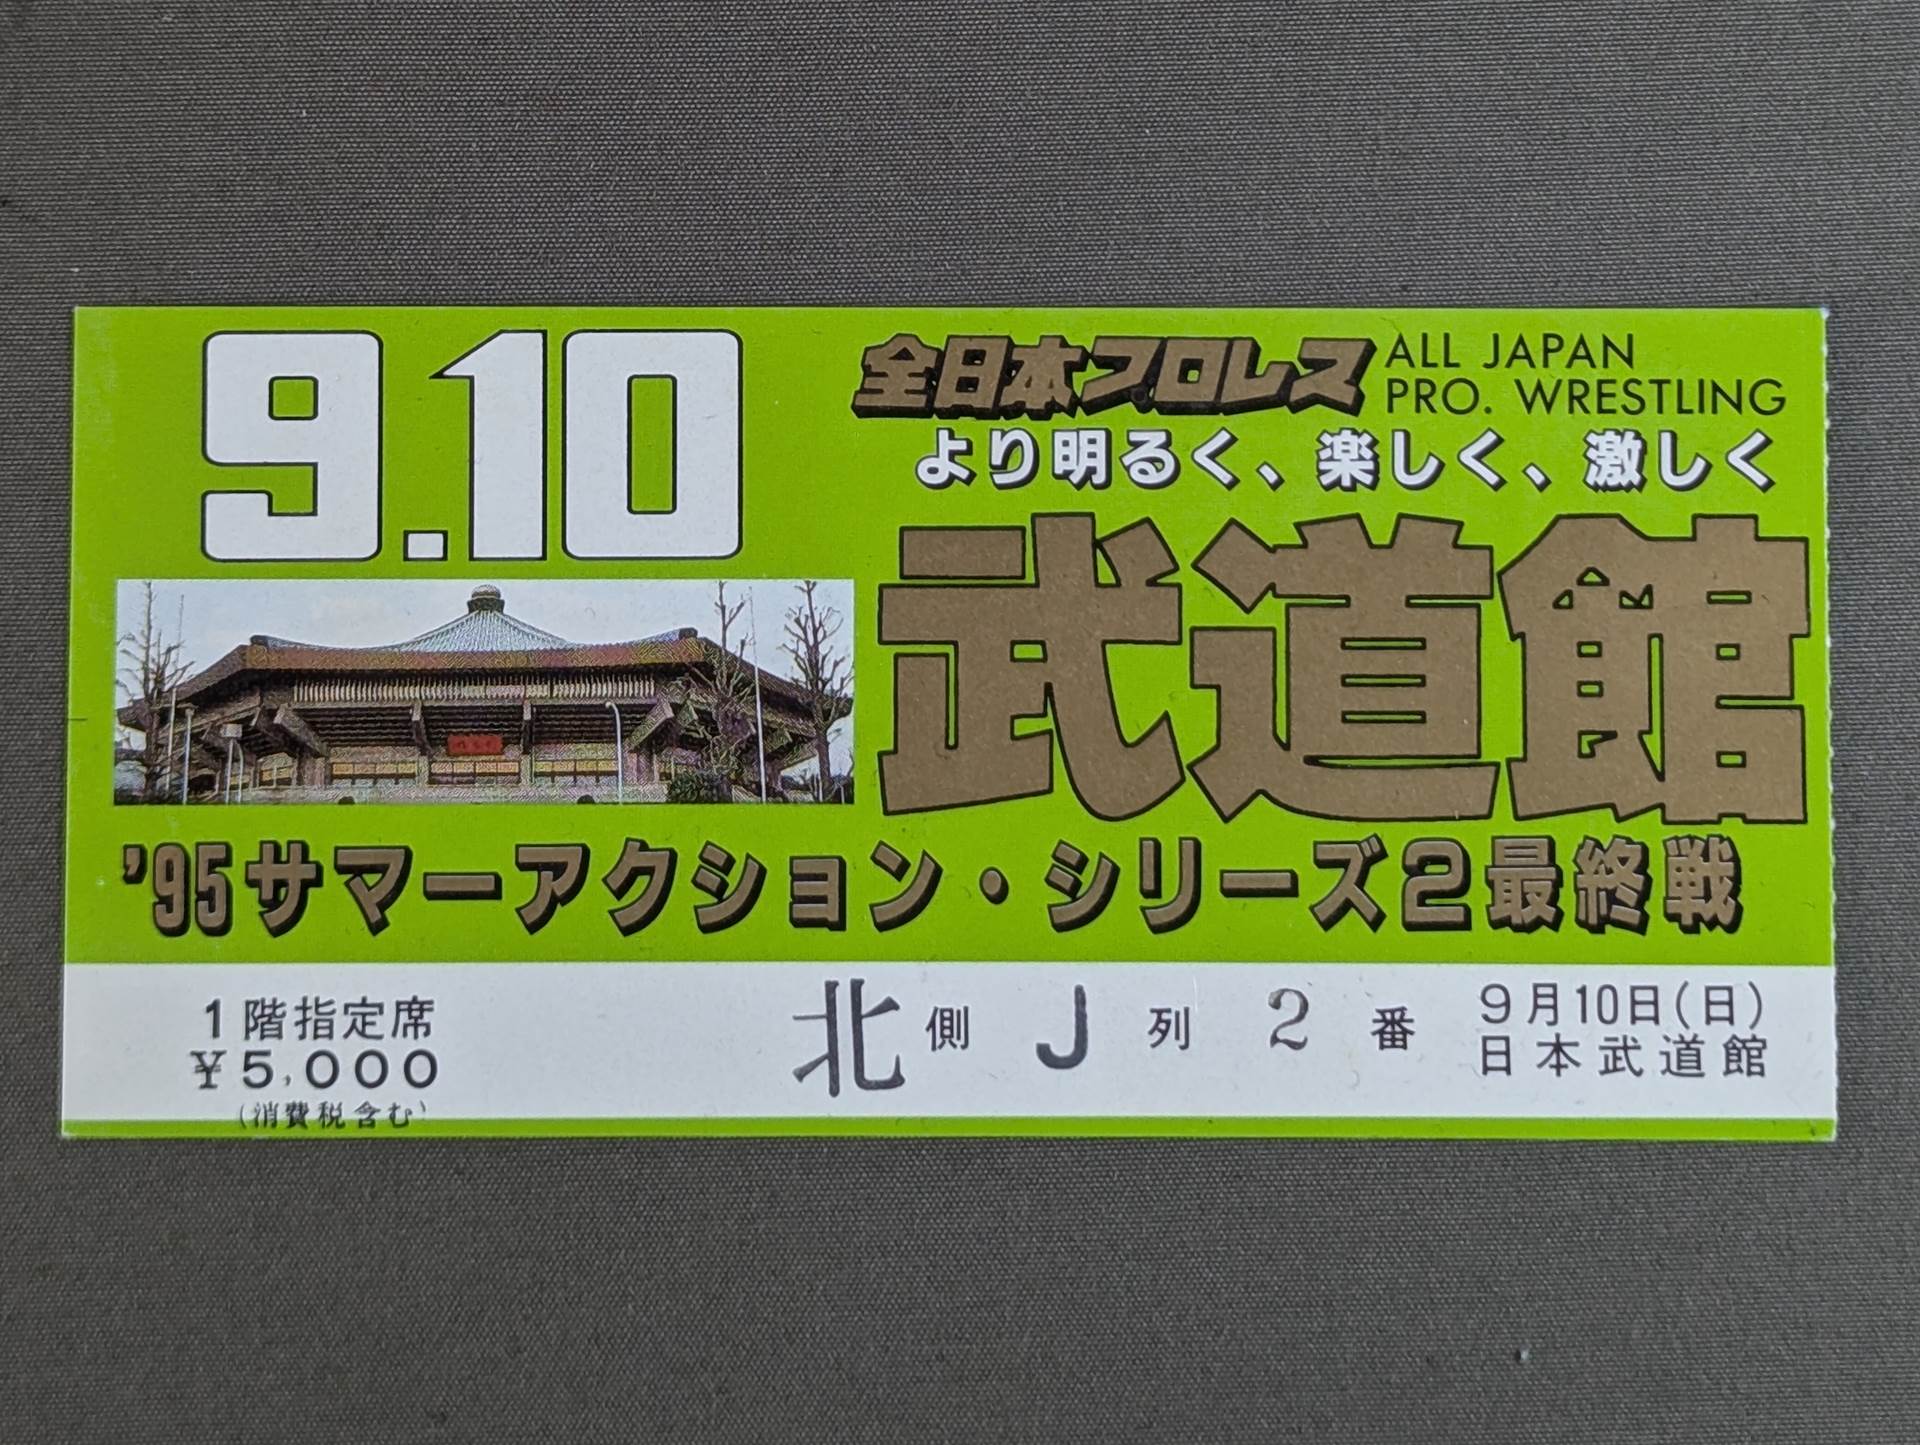 9.10
全日本プロレス ALL JAPAN PRO. WRESTLING
より明るく、楽しく、激しく
武道館
'95サマーアクション・シリーズ2最終戦
1階指定席
¥5,000
(消費税含む)
北側 J列 2番
9月10日(日)
日本武道館